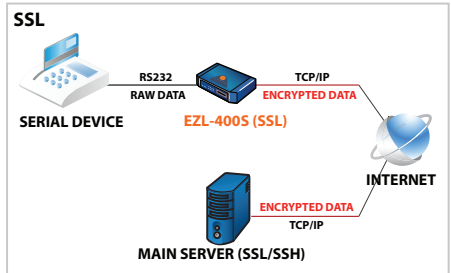 SSL
RS232
RAW DATA
TCP/IP
ENCRYPTED DATA
SERIAL DEVICE
EZL-400S (SSL)
INTERNET
ENCRYPTED DATA
TCP/IP
MAIN SERVER (SSL/SSH)